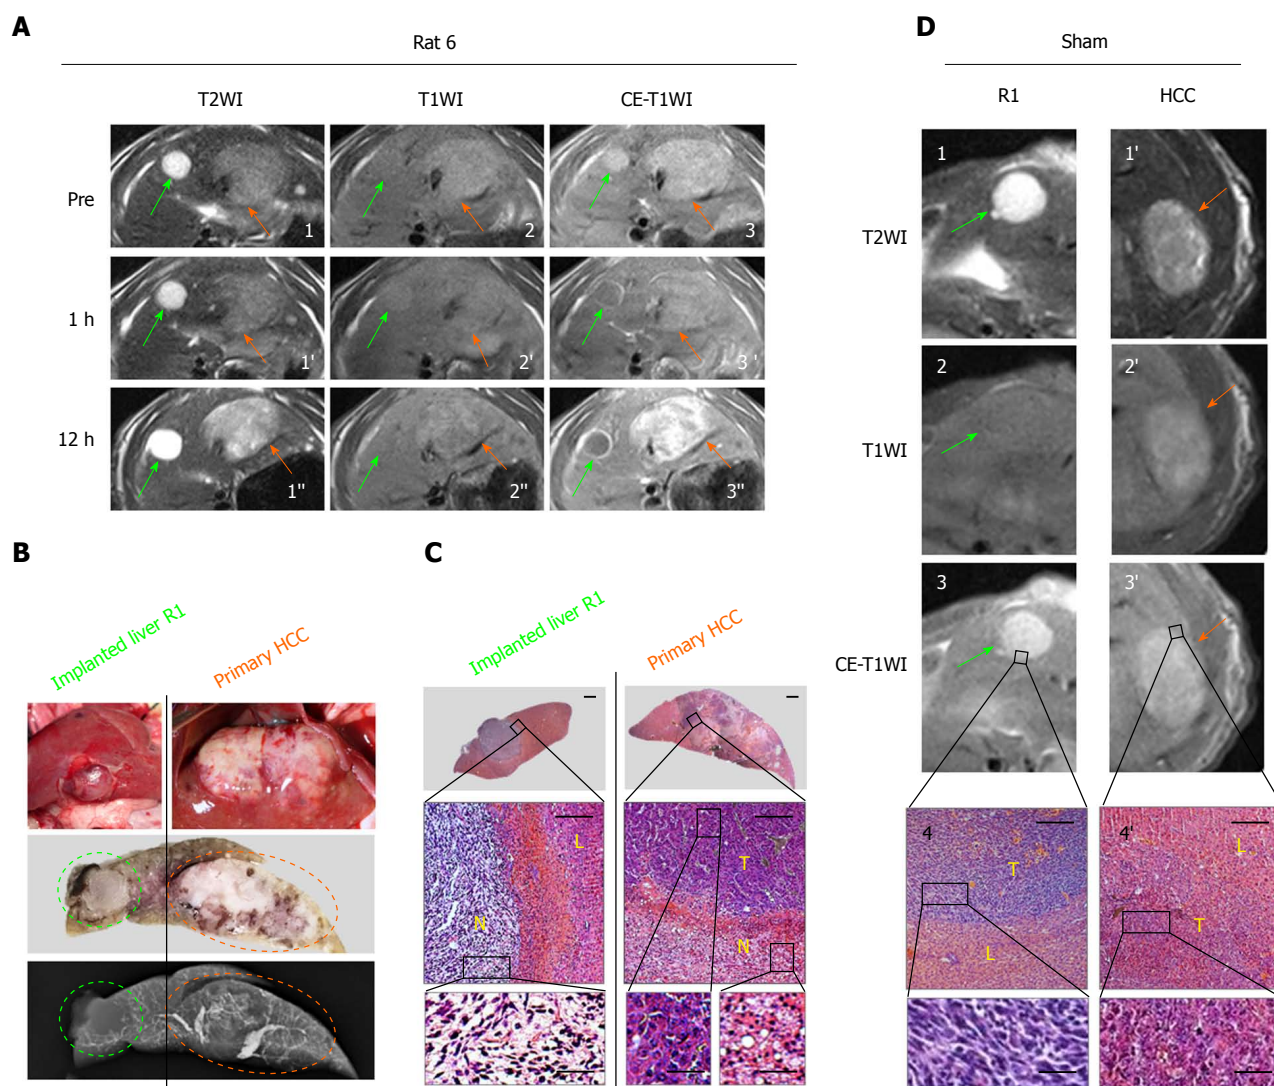 A
Rat 6
T2WI T1WI CE-T1WI
Pre
1 2 3
1 h
1' 2' 3'
12 h
1" 2" 3"
B
Implanted liver R1
Primary HCC
C
Implanted liver R1
Primary HCC
L
N
T
N
D
Sham
R1 HCC
T2WI
1 1'
T1WI
2 2'
CE-T1WI
3 3'
4 4'
T
L
L
T